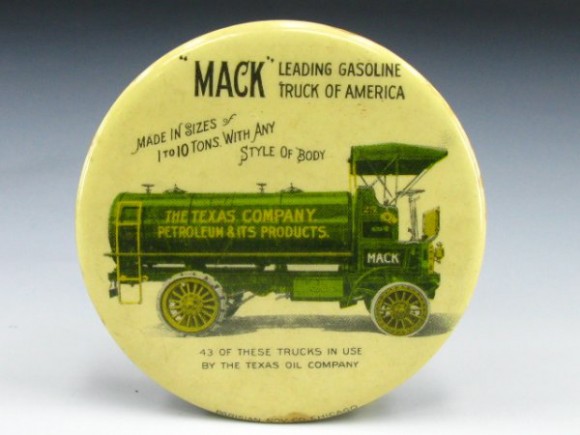 "MACK" LEADING GASOLINE
TRUCK OF AMERICA
MADE IN SIZES of
1 TO 10 TONS. WITH ANY
STYLE OF BODY
THE TEXAS COMPANY.
PETROLEUM & ITS PRODUCTS.
MACK
43 OF THESE TRUCKS IN USE
BY THE TEXAS OIL COMPANY